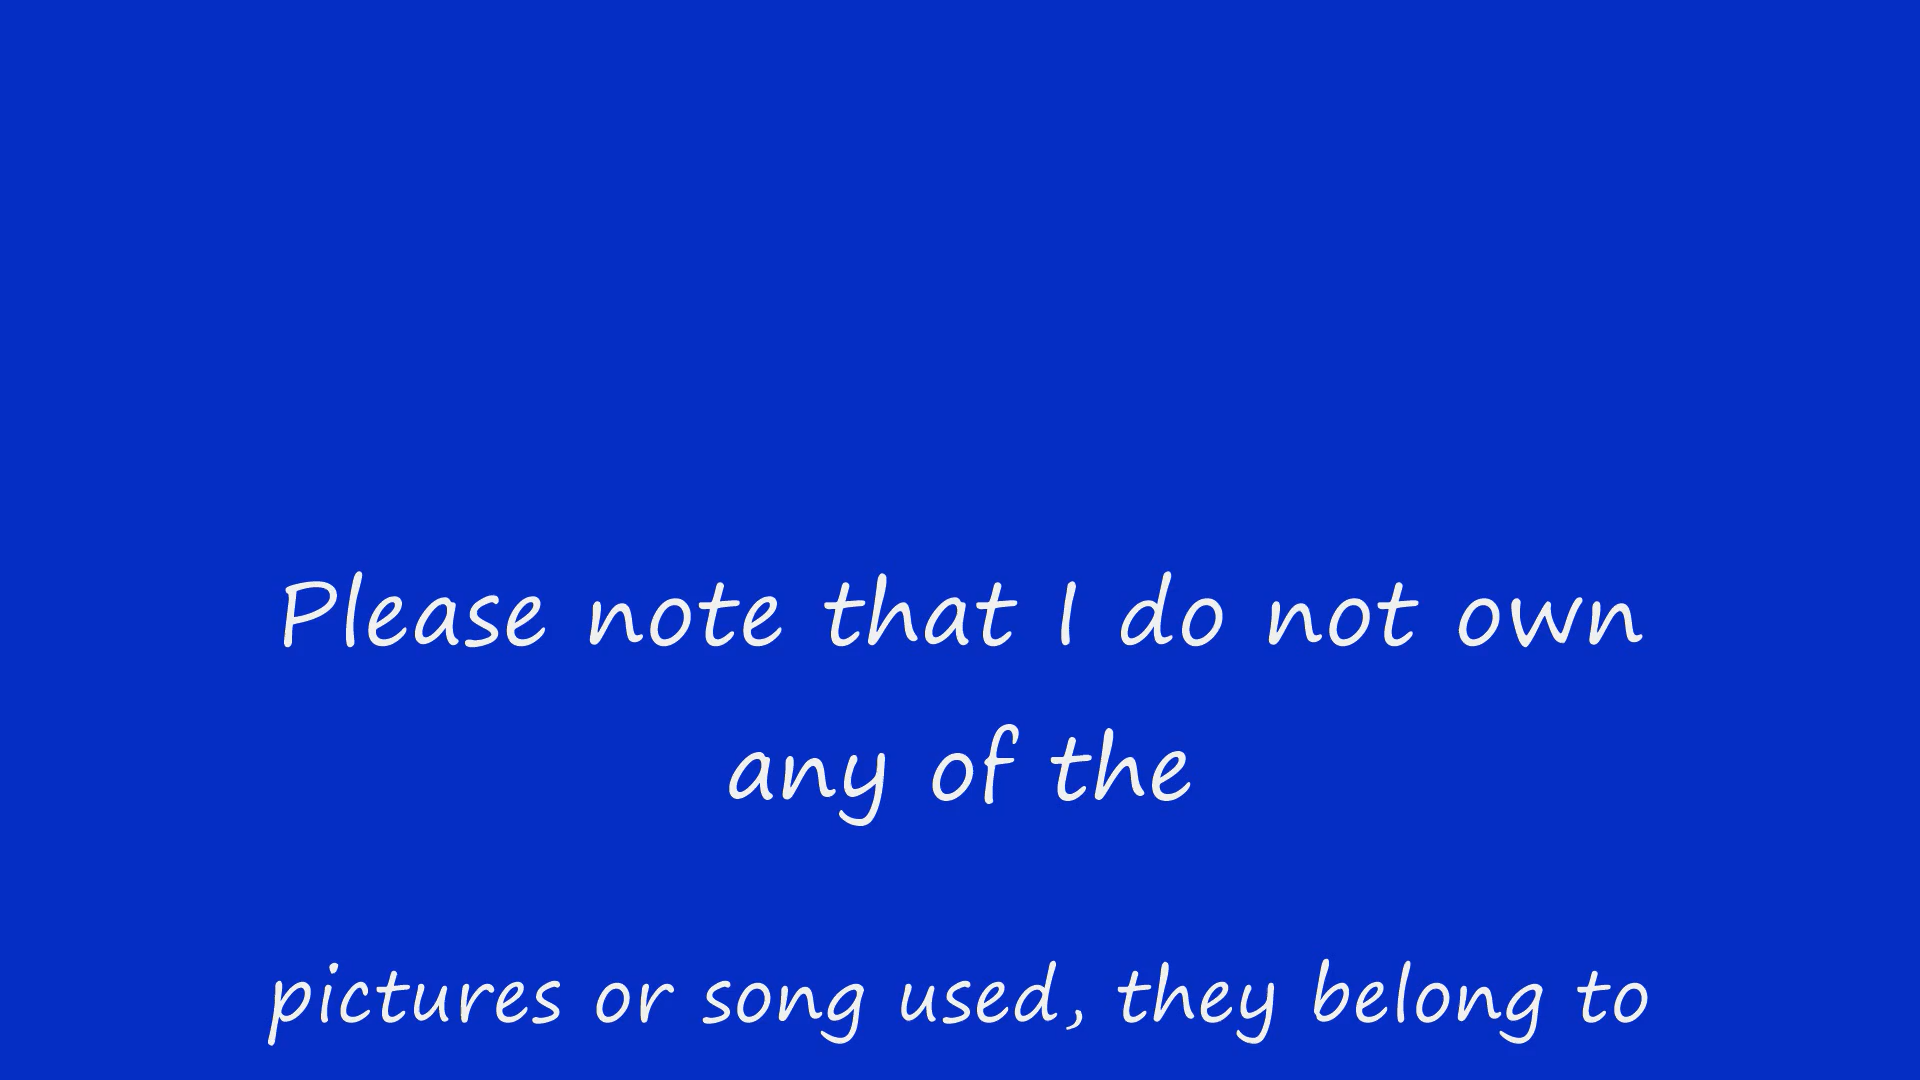 Please note that I do not own
any of the
pictures or song used, they belong to